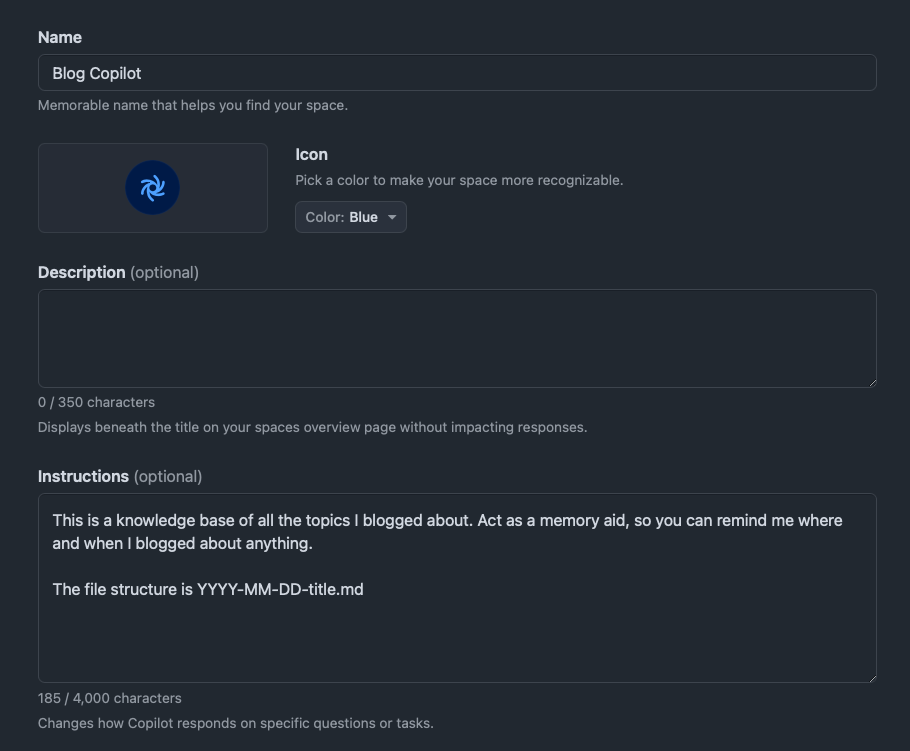 Name
Blog Copilot
Memorable name that helps you find your space.
Icon
Pick a color to make your space more recognizable.
Color: Blue
Description (optional)
0 / 350 characters
Displays beneath the title on your spaces overview page without impacting responses.
Instructions (optional)
This is a knowledge base of all the topics I blogged about. Act as a memory aid, so you can remind me where
and when I blogged about anything.
The file structure is YYYY-MM-DD-title.md
185 / 4,000 characters
Changes how Copilot responds on specific questions or tasks.